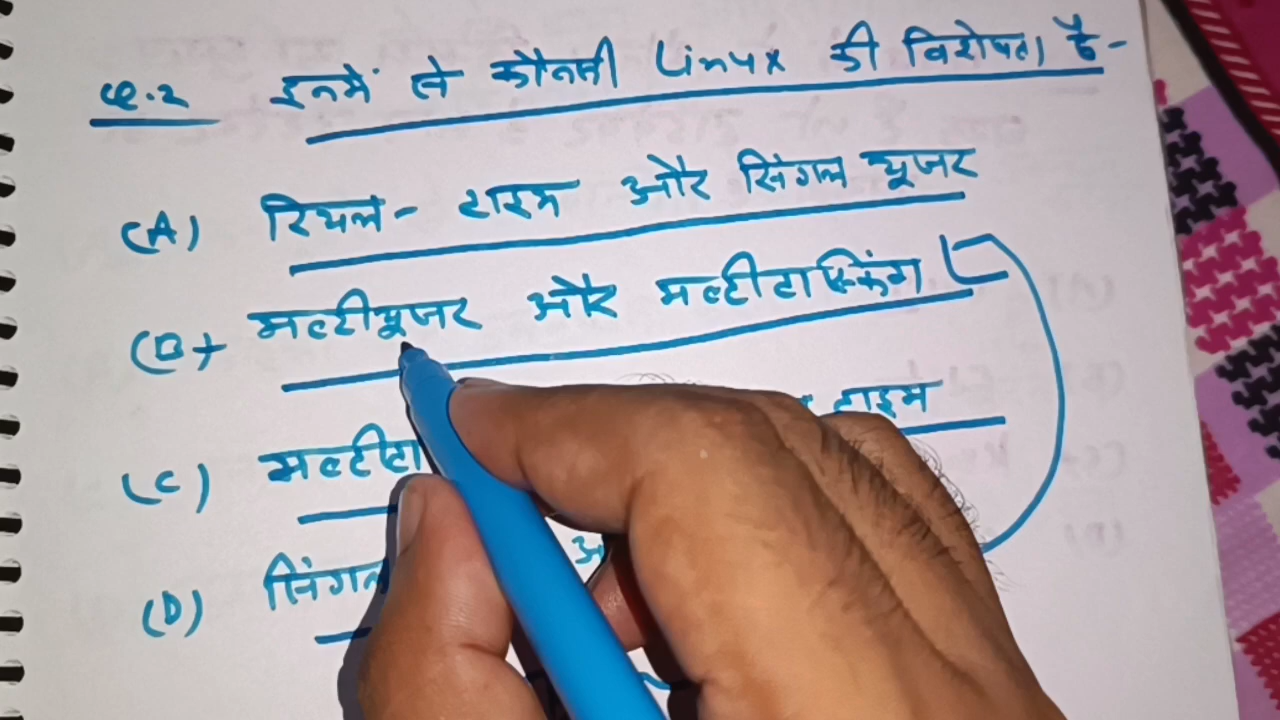 Q.2 इनमें से कौनसी Linux की विशेषता है-
(A) रियल- टाइम और सिंगल यूजर
(B) मल्टीयूजर और मल्टीटास्किंग
(C) मल्टीटा टाइम
(D) सिंगल